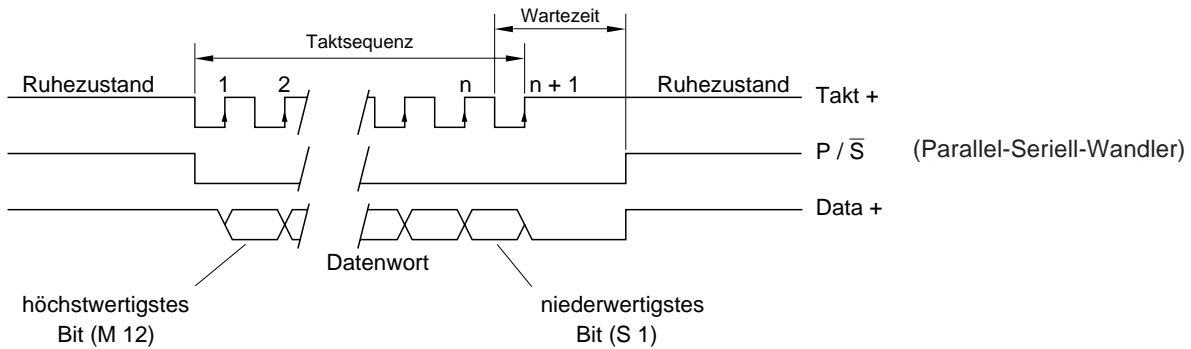 Wartezeit
Taktsequenz
Ruhezustand 1 2 n n + 1 Ruhezustand Takt +
P / S̅ (Parallel-Seriell-Wandler)
Data +
Datenwort
höchstwertigstes
Bit (M 12)
niederwertigstes
Bit (S 1)